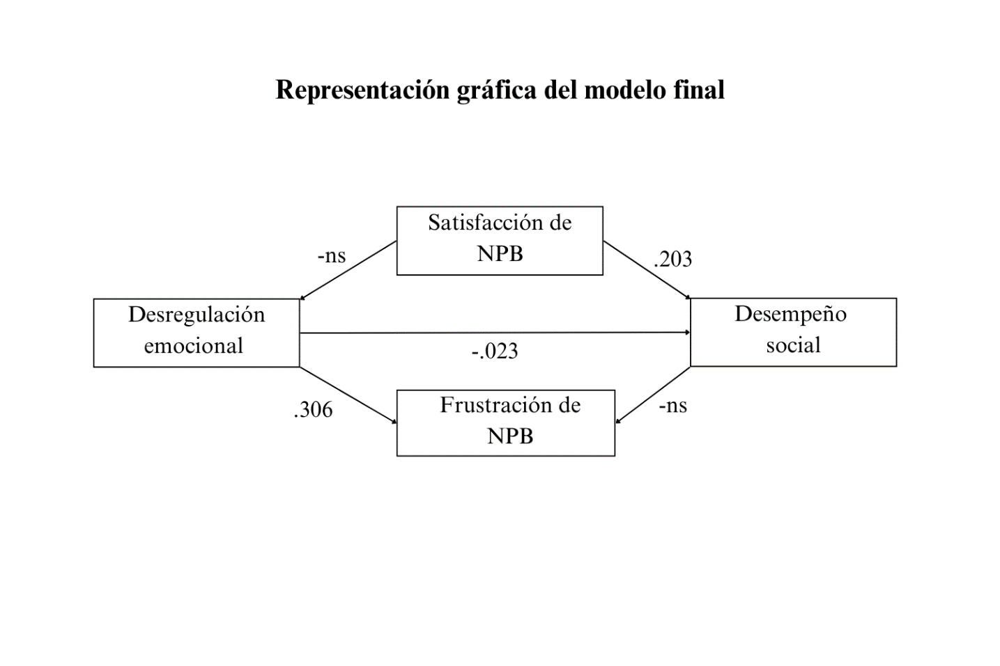 Representación gráfica del modelo final
Satisfacción de
NPB
-ns
.203
Desregulación
emocional
Desempeño
social
-.023
.306
Frustración de
NPB
-ns